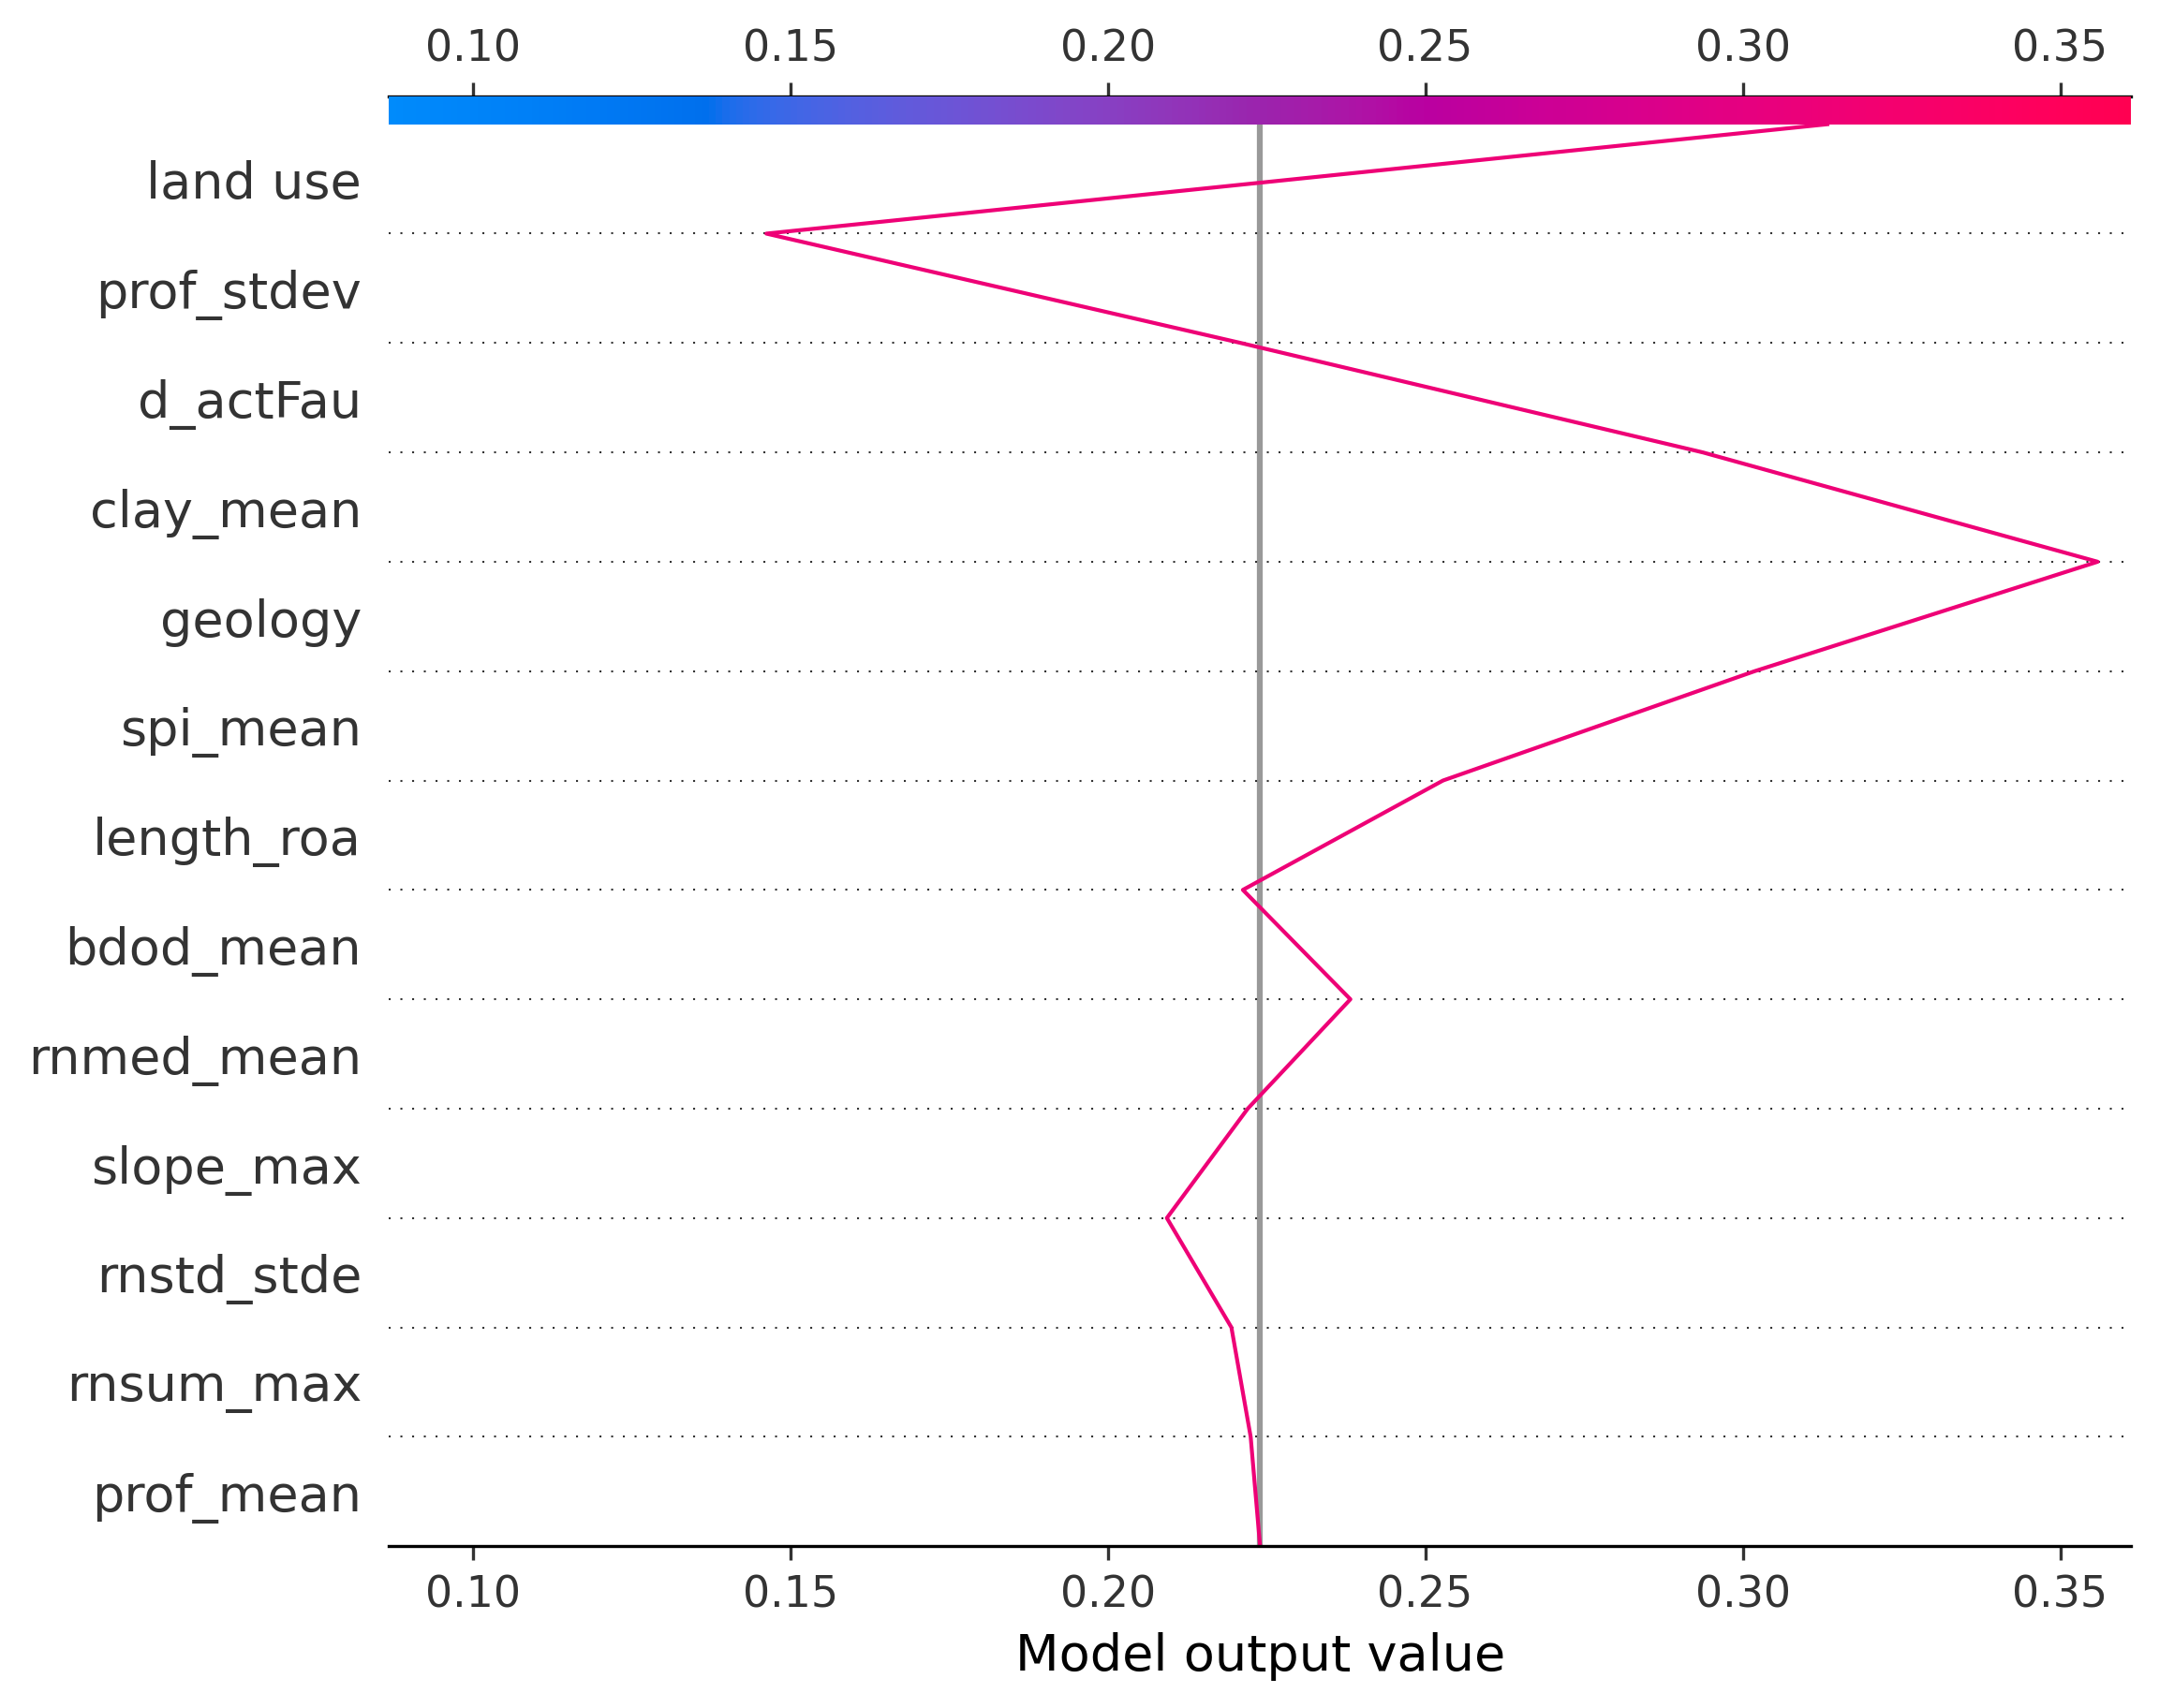 0.10 0.15 0.20 0.25 0.30 0.35
land use
prof_stdev
d_actFau
clay_mean
geology
spi_mean
length_roa
bdod_mean
rnmed_mean
slope_max
rnstd_stde
rnsum_max
prof_mean
0.10 0.15 0.20 0.25 0.30 0.35
Model output value